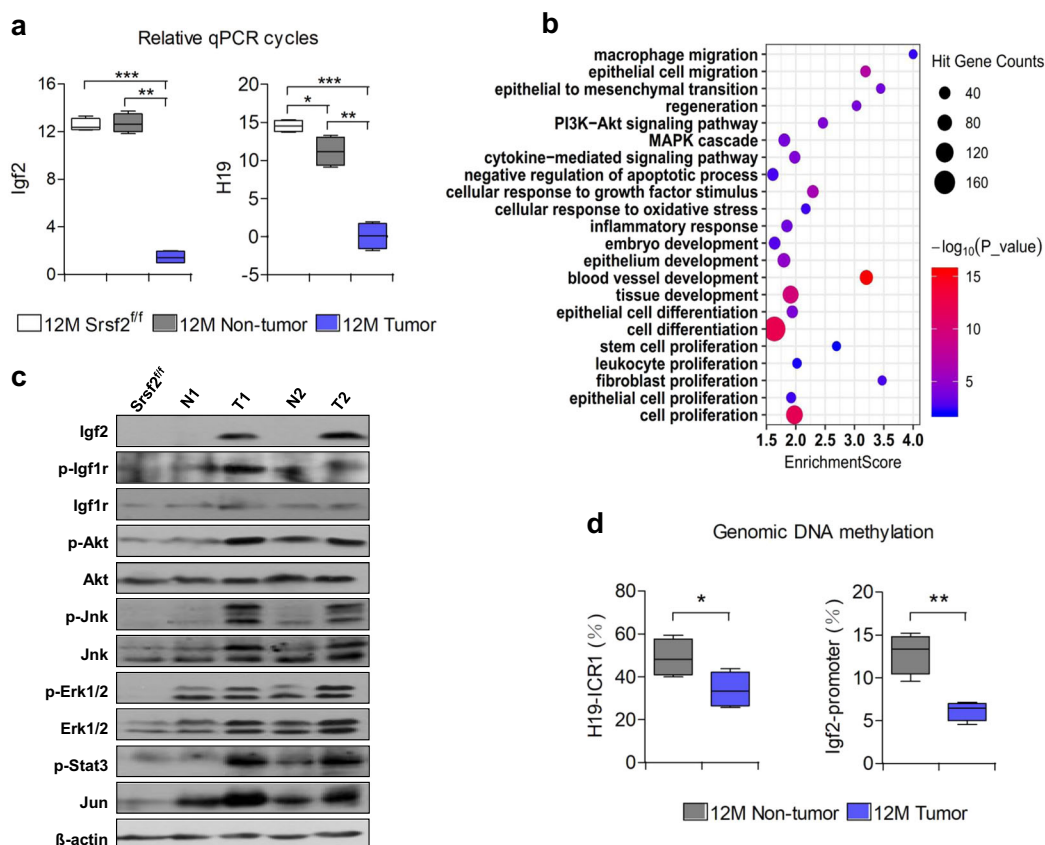 a
Relative qPCR cycles
Igf2
16
12
8
4
0
***
**
H19
19
15
10
5
0
-5
***
*
**
12M Srsf2f/f
12M Non-tumor
12M Tumor
b
macrophage migration
epithelial cell migration
epithelial to mesenchymal transition
regeneration
PI3K−Akt signaling pathway
MAPK cascade
cytokine−mediated signaling pathway
negative regulation of apoptotic process
cellular response to growth factor stimulus
cellular response to oxidative stress
inflammatory response
embryo development
epithelium development
blood vessel development
tissue development
epithelial cell differentiation
cell differentiation
stem cell proliferation
leukocyte proliferation
fibroblast proliferation
epithelial cell proliferation
cell proliferation
1.5 2.0 2.5 3.0 3.5 4.0
EnrichmentScore
Hit Gene Counts
40
80
120
160
−log10(P_value)
15
10
5
c
Srsf2f/f N1 T1 N2 T2
Igf2
p-Igf1r
Igf1r
p-Akt
Akt
p-Jnk
Jnk
p-Erk1/2
Erk1/2
p-Stat3
Jun
ß-actin
d
Genomic DNA methylation
H19-ICR1 (%)
80
60
40
20
0
*
Igf2-promoter (%)
20
15
10
5
0
**
12M Non-tumor
12M Tumor